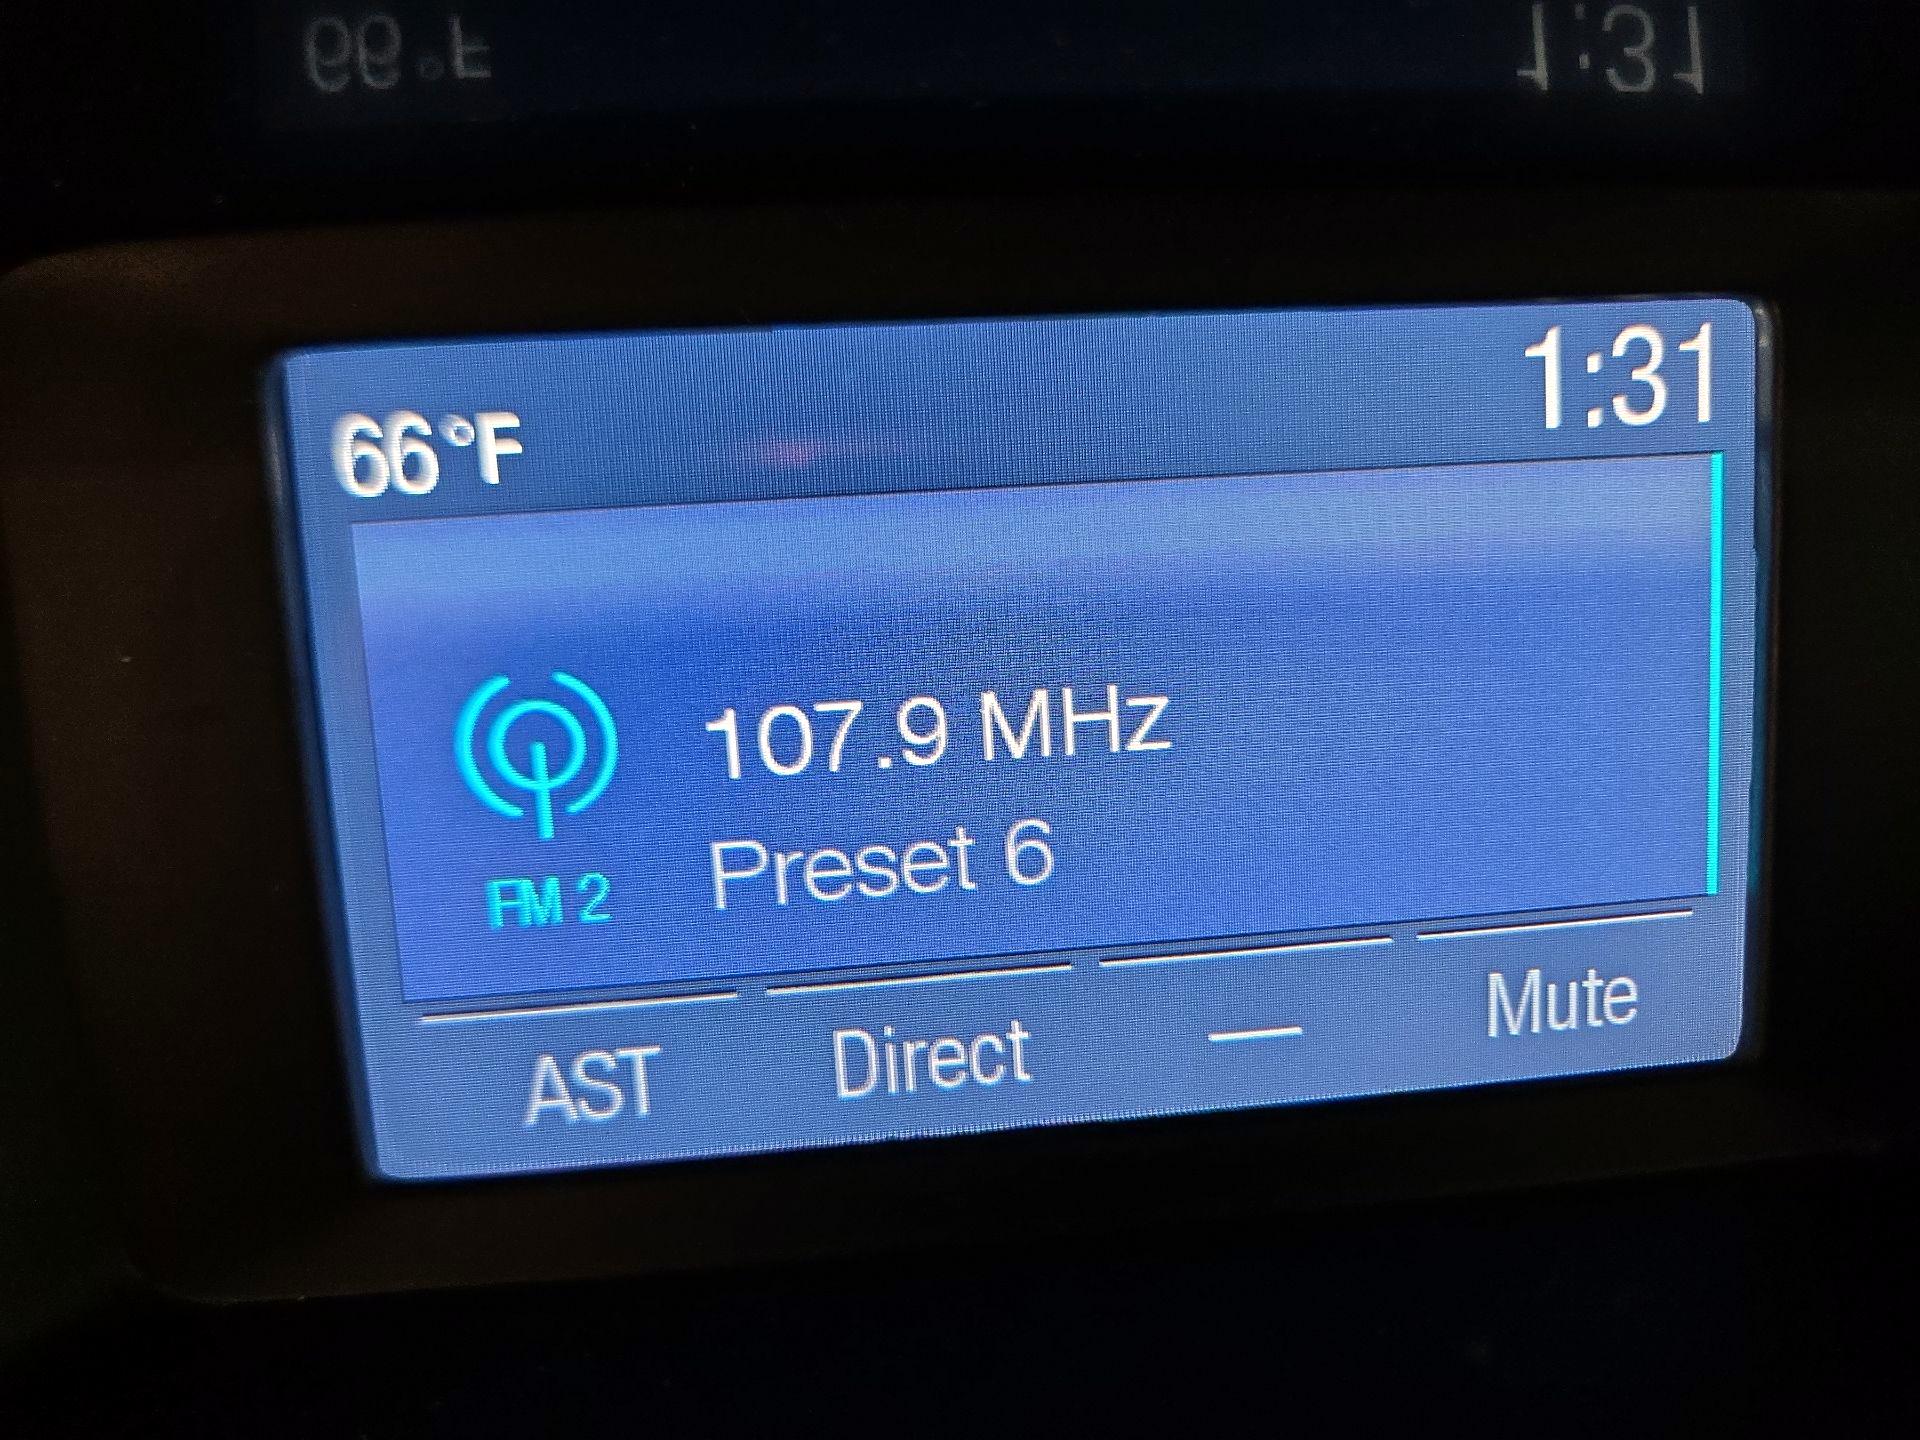 66°F
1:31
107.9 MHz
Preset 6
FM 2
AST
Direct
—
Mute